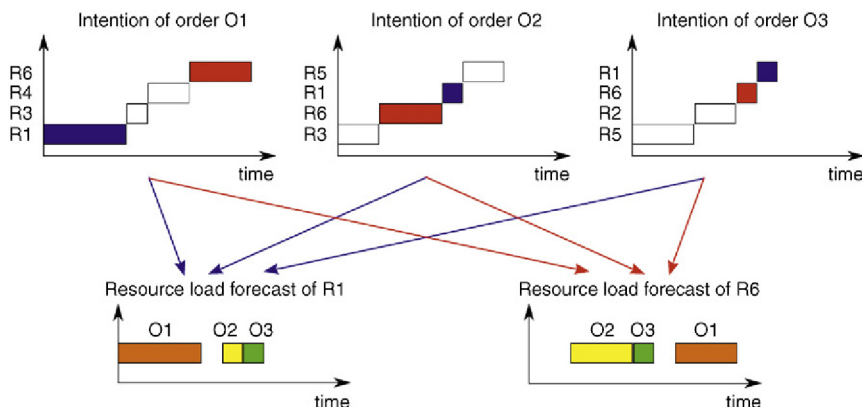 Intention of order O1
Intention of order O2
Intention of order O3
R6
R4
R3
R1
time
R5
R1
R6
R3
time
R1
R6
R2
R5
time
Resource load forecast of R1
Resource load forecast of R6
O1 O2 O3
time
O2 O3 O1
time